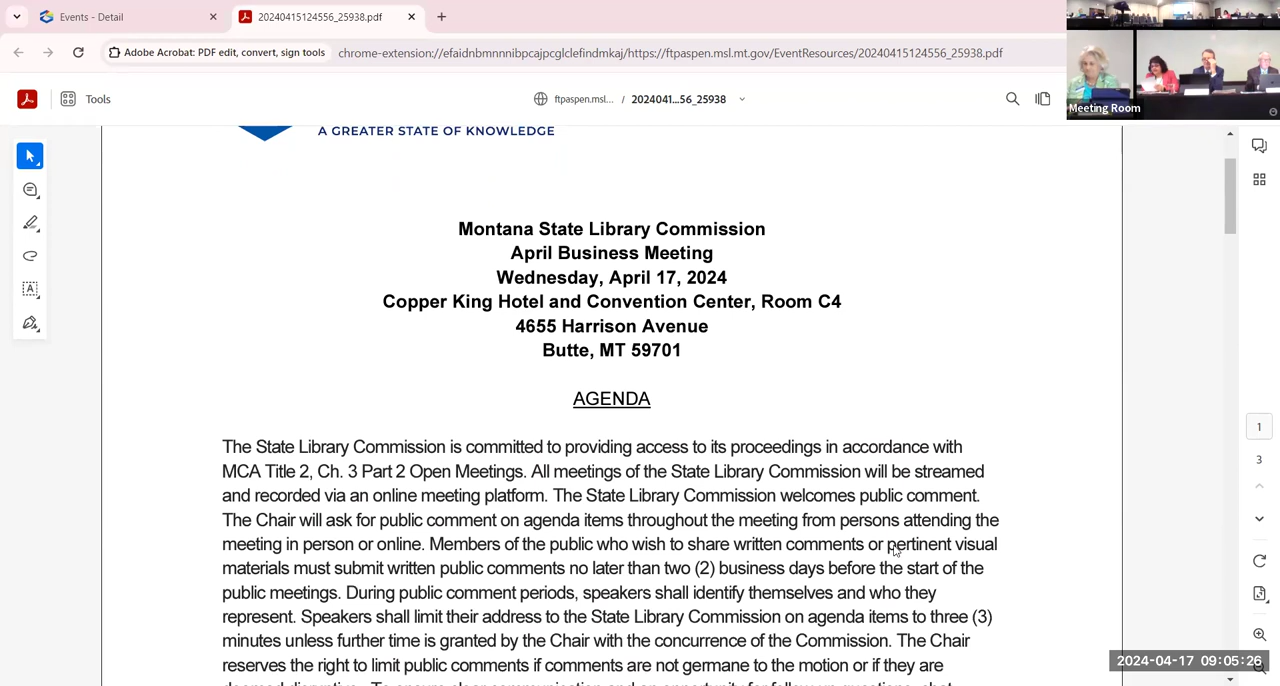 Events - Detail
20240415124556_25938.pdf
Adobe Acrobat: PDF edit, convert, sign tools
chrome-extension://efaidnbmnnnibpcajpcglclefindmkaj/https://ftpaspen.msl.mt.gov/EventResources/20240415124556_25938.pdf
Meeting Room
Tools
ftpaspen.msl... / 2024041...56_25938
A GREATER STATE OF KNOWLEDGE
Montana State Library Commission
April Business Meeting
Wednesday, April 17, 2024
Copper King Hotel and Convention Center, Room C4
4655 Harrison Avenue
Butte, MT 59701
AGENDA
The State Library Commission is committed to providing access to its proceedings in accordance with
MCA Title 2, Ch. 3 Part 2 Open Meetings. All meetings of the State Library Commission will be streamed
and recorded via an online meeting platform. The State Library Commission welcomes public comment.
The Chair will ask for public comment on agenda items throughout the meeting from persons attending the
meeting in person or online. Members of the public who wish to share written comments or pertinent visual
materials must submit written public comments no later than two (2) business days before the start of the
public meetings. During public comment periods, speakers shall identify themselves and who they
represent. Speakers shall limit their address to the State Library Commission on agenda items to three (3)
minutes unless further time is granted by the Chair with the concurrence of the Commission. The Chair
reserves the right to limit public comments if comments are not germane to the motion or if they are
1
3
2024-04-17 09:05:26